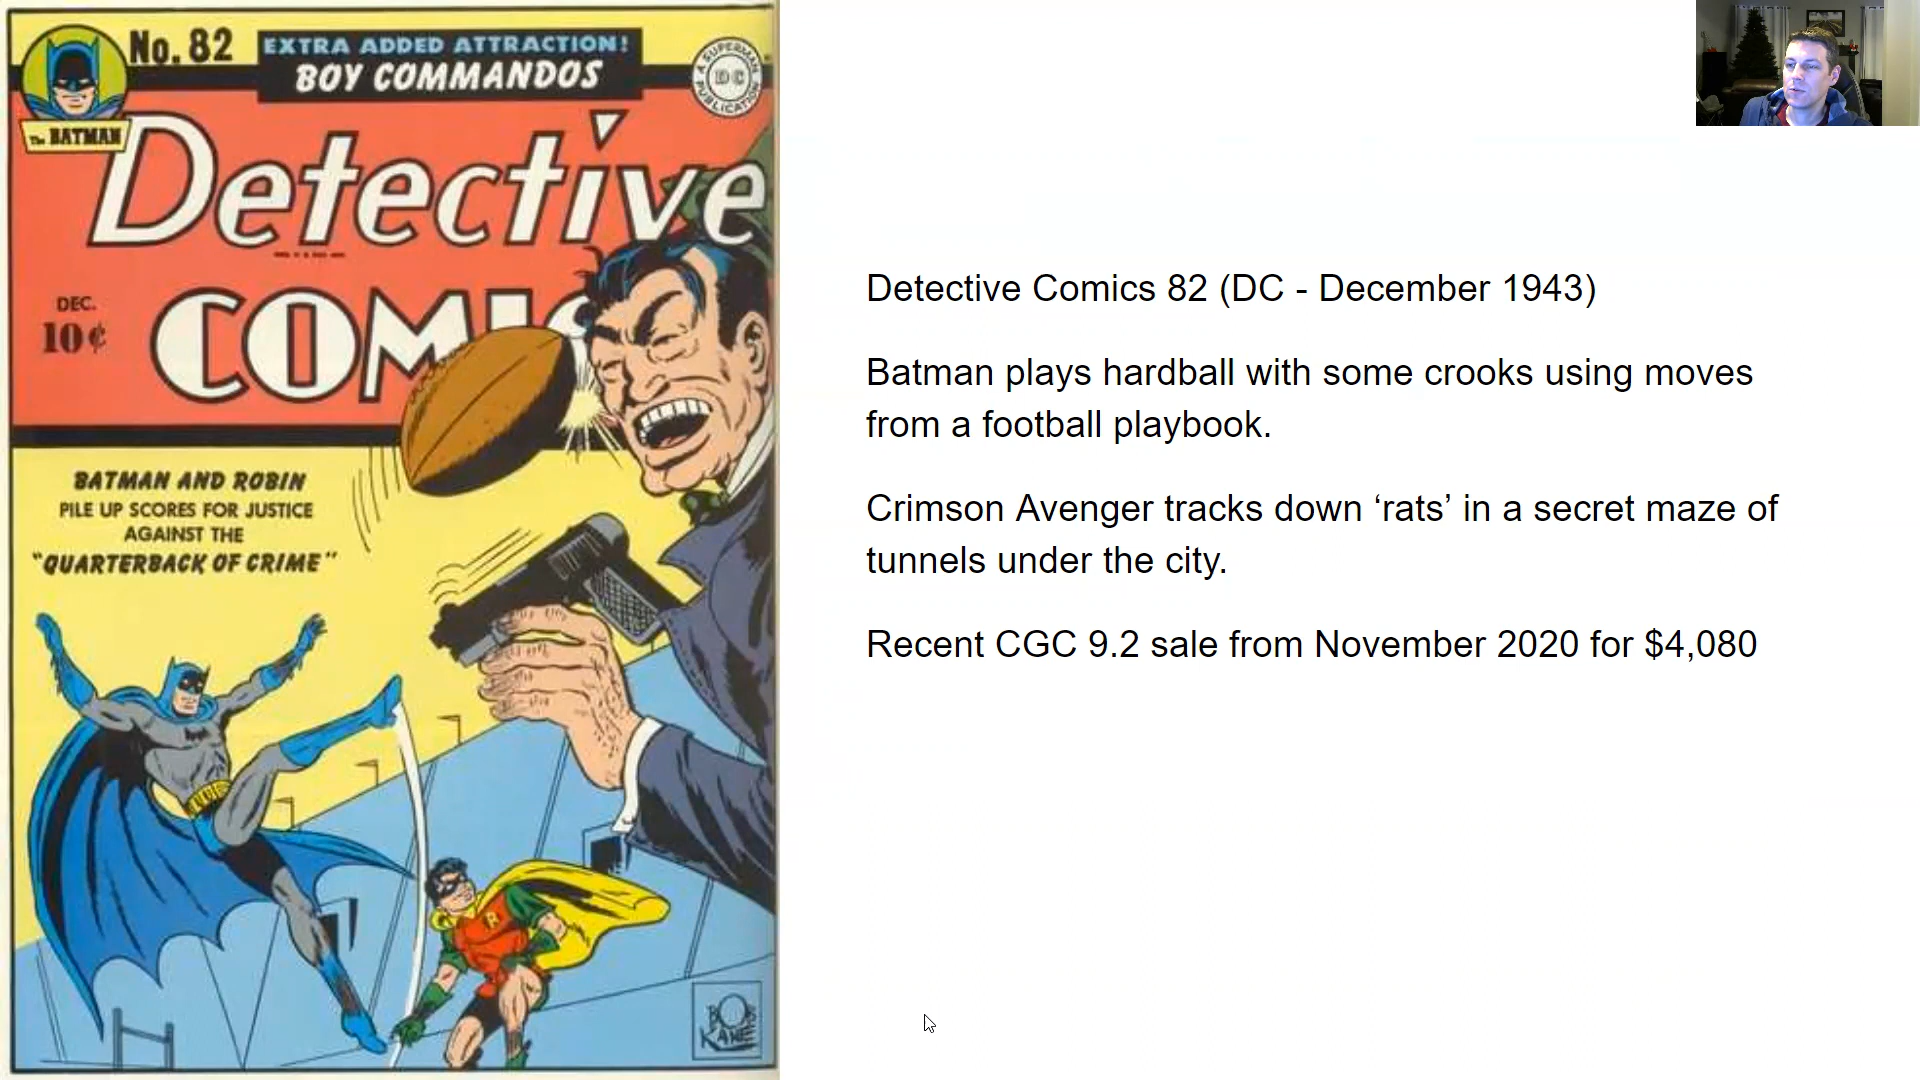 No. 82
EXTRA ADDED ATTRACTION!
BOY COMMANDOS
A SUPERMAN
DC
PUBLICATION
The BATMAN
Detective
COMIC
DEC.
10¢
BATMAN AND ROBIN
PILE UP SCORES FOR JUSTICE
AGAINST THE
"QUARTERBACK OF CRIME"
R
BOB
KANE
Detective Comics 82 (DC - December 1943)
Batman plays hardball with some crooks using moves
from a football playbook.
Crimson Avenger tracks down ‘rats’ in a secret maze of
tunnels under the city.
Recent CGC 9.2 sale from November 2020 for $4,080